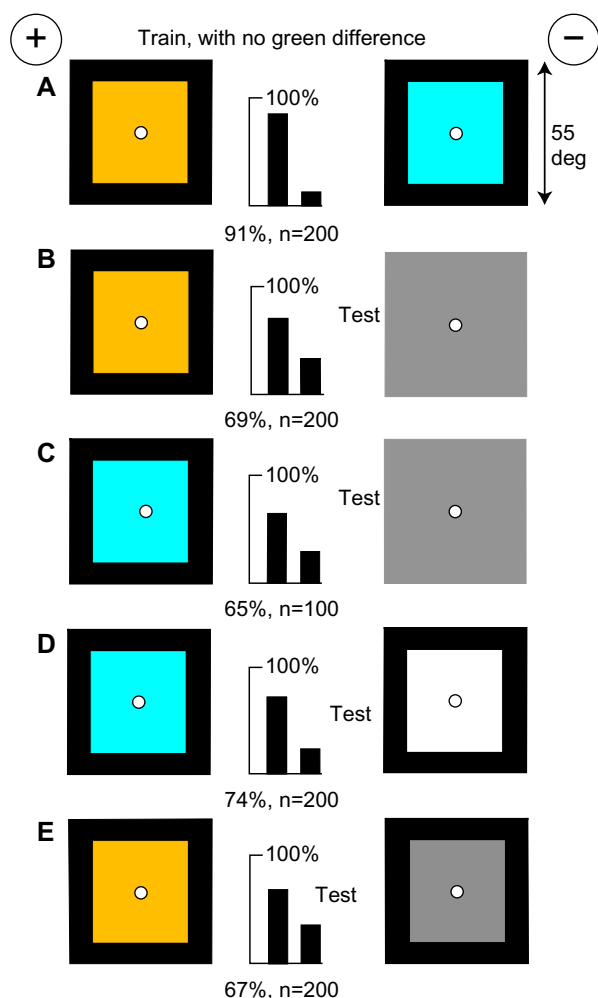 + Train, with no green difference −
A
100%
55
deg
91%, n=200
B
100%
Test
69%, n=200
C
100%
Test
65%, n=100
D
100%
Test
74%, n=200
E
100%
Test
67%, n=200